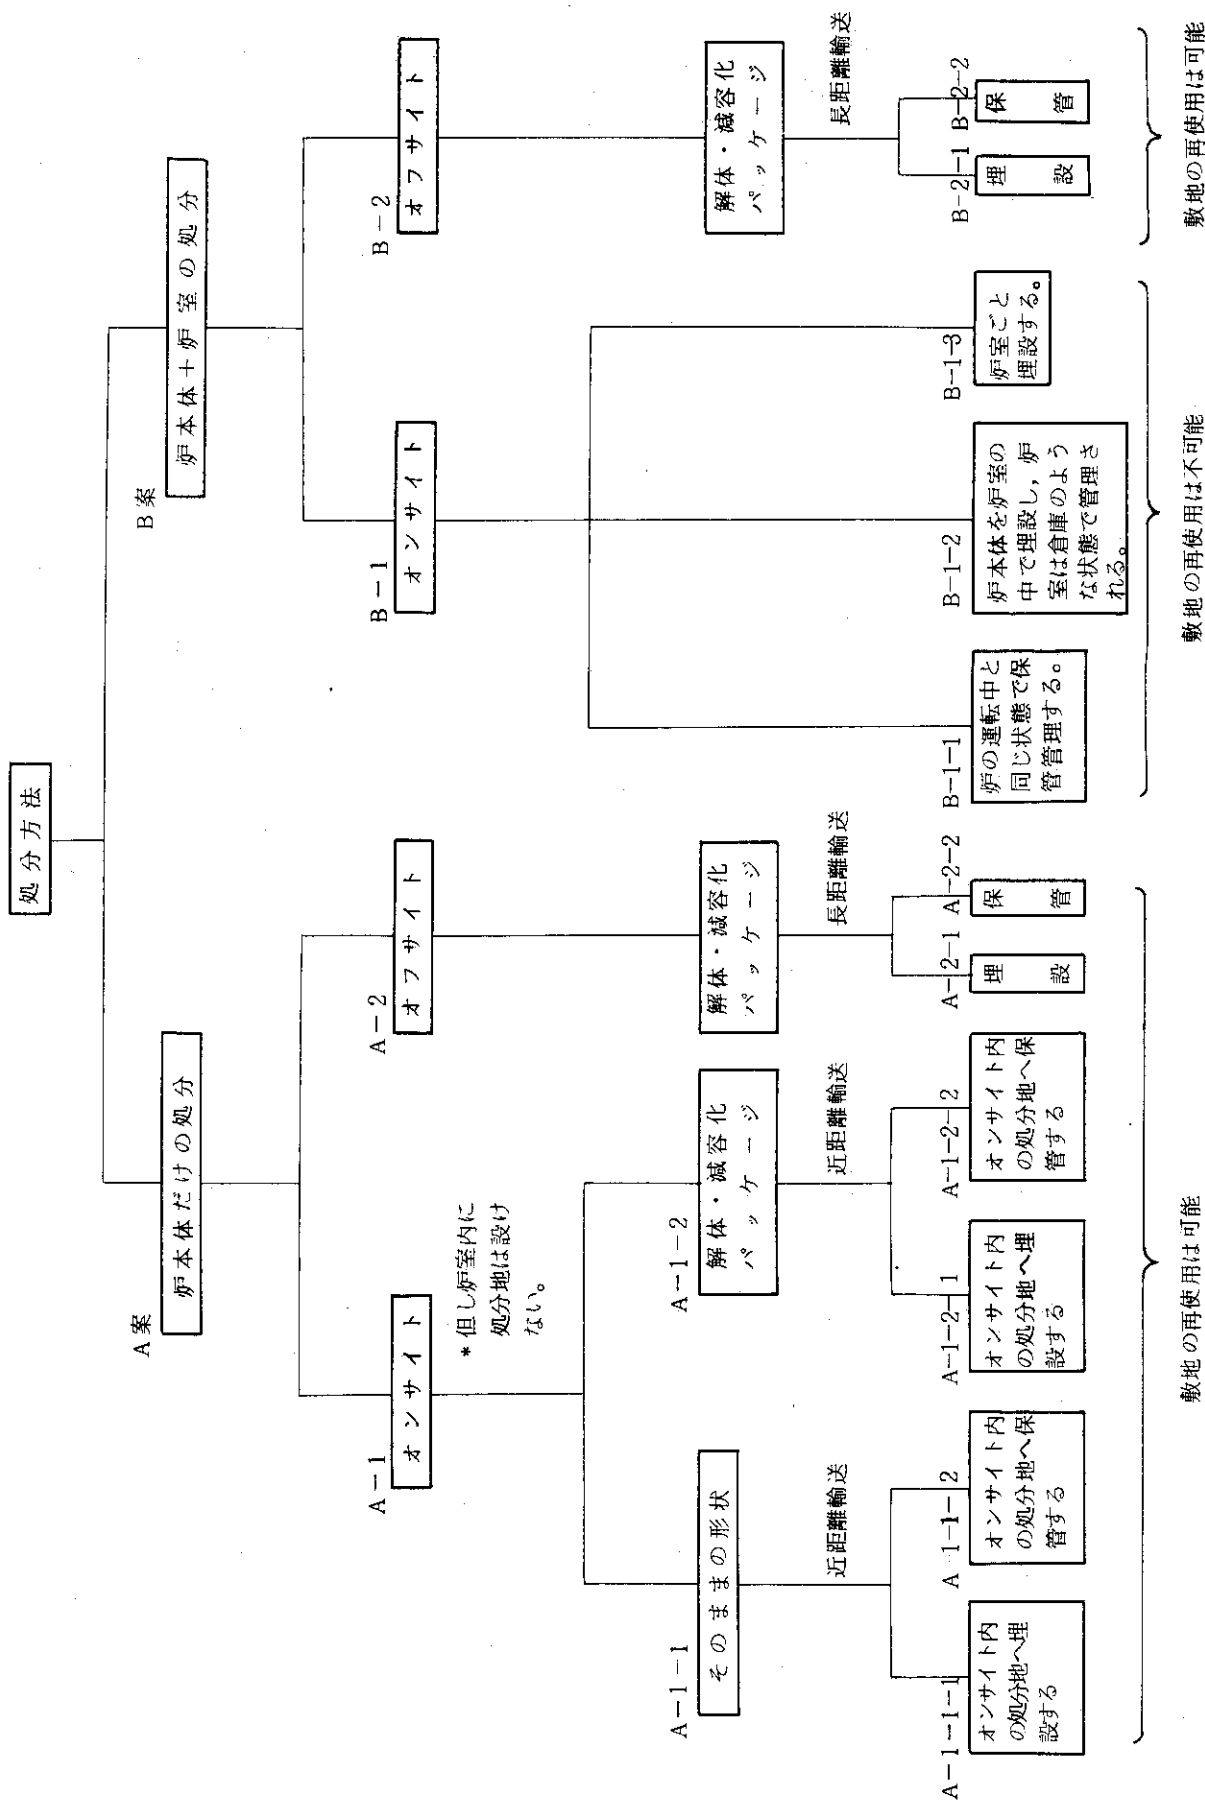 処分方法
A案
炉本体だけの処分
B案
炉本体＋炉室の処分
A－1
オンサイト
＊但し炉室内に
処分地は設け
ない。
A－2
オフサイト
B－1
オンサイト
B－2
オフサイト
A－1－1
そのままの形状
A－1－2
解体・減容化
パッケージ
解体・減容化
パッケージ
解体・減容化
パッケージ
近距離輸送
近距離輸送
長距離輸送
長距離輸送
A－1－1－1
オンサイト内
の処分地へ埋
設する
A 1－1－2
オンサイト内
の処分地へ保
管する
A－1－2－1
オンサイト内
の処分地へ埋
設する
A－1－2－2
オンサイト内
の処分地へ保
管する
A－2－1
埋設
A－2－2
保管
B－1－1
炉の運転中と
同じ状態で保
管管理する。
B－1－2
炉本体を炉室の
中で埋設し，炉
室は倉庫のよう
な状態で管理さ
れる。
B－1－3
炉室ごと
埋設する。
B－2－1
埋設
B－2－2
保管
敷地の再使用は可能
敷地の再使用は不可能
敷地の再使用は可能